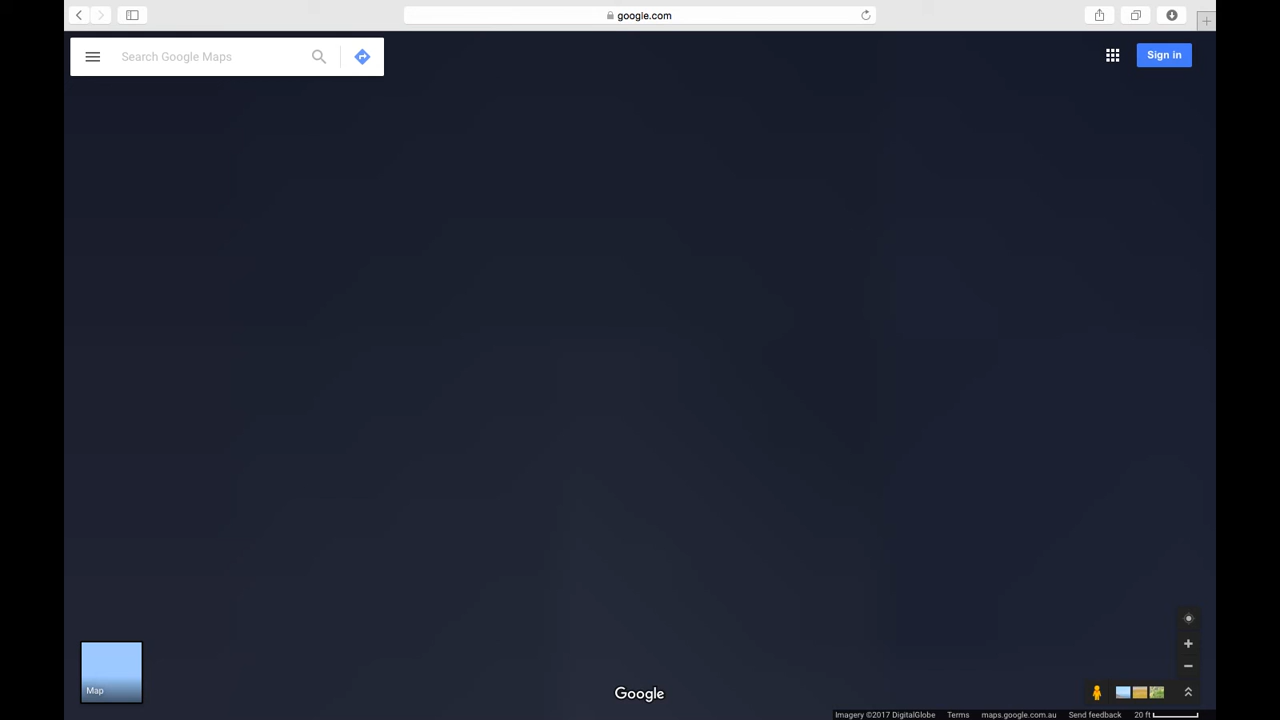 google.com
Search Google Maps
Sign in
Map
Google
Imagery ©2017 DigitalGlobe Terms maps.google.com.au Send feedback 20 ft